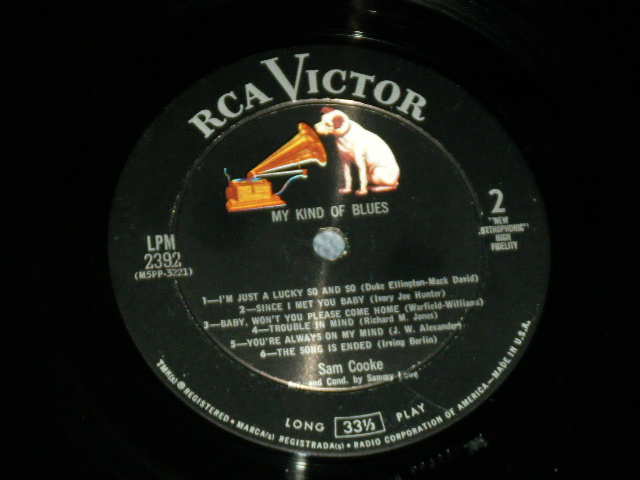 RCA VICTOR
MY KIND OF BLUES
2
"NEW
ORTHOPHONIC"
HIGH
FIDELITY
LPM
2392
(M5PP-3221)
1—I'M JUST A LUCKY SO AND SO (Duke Ellington-Mack David)
2—SINCE I MET YOU BABY (Ivory Joe Hunter)
3—BABY, WON'T YOU PLEASE COME HOME (Warfield-Williams)
4—TROUBLE IN MIND (Richard M. Jones)
5—YOU'RE ALWAYS ON MY MIND (J. W. Alexander)
6—THE SONG IS ENDED (Irving Berlin)
Sam Cooke
and Cond. by Sammy
LONG 33⅓ PLAY
TMK(s) ® REGISTERED • MARCA(s) REGISTRADA(s) • RADIO CORPORATION OF AMERICA—MADE IN U.S.A.